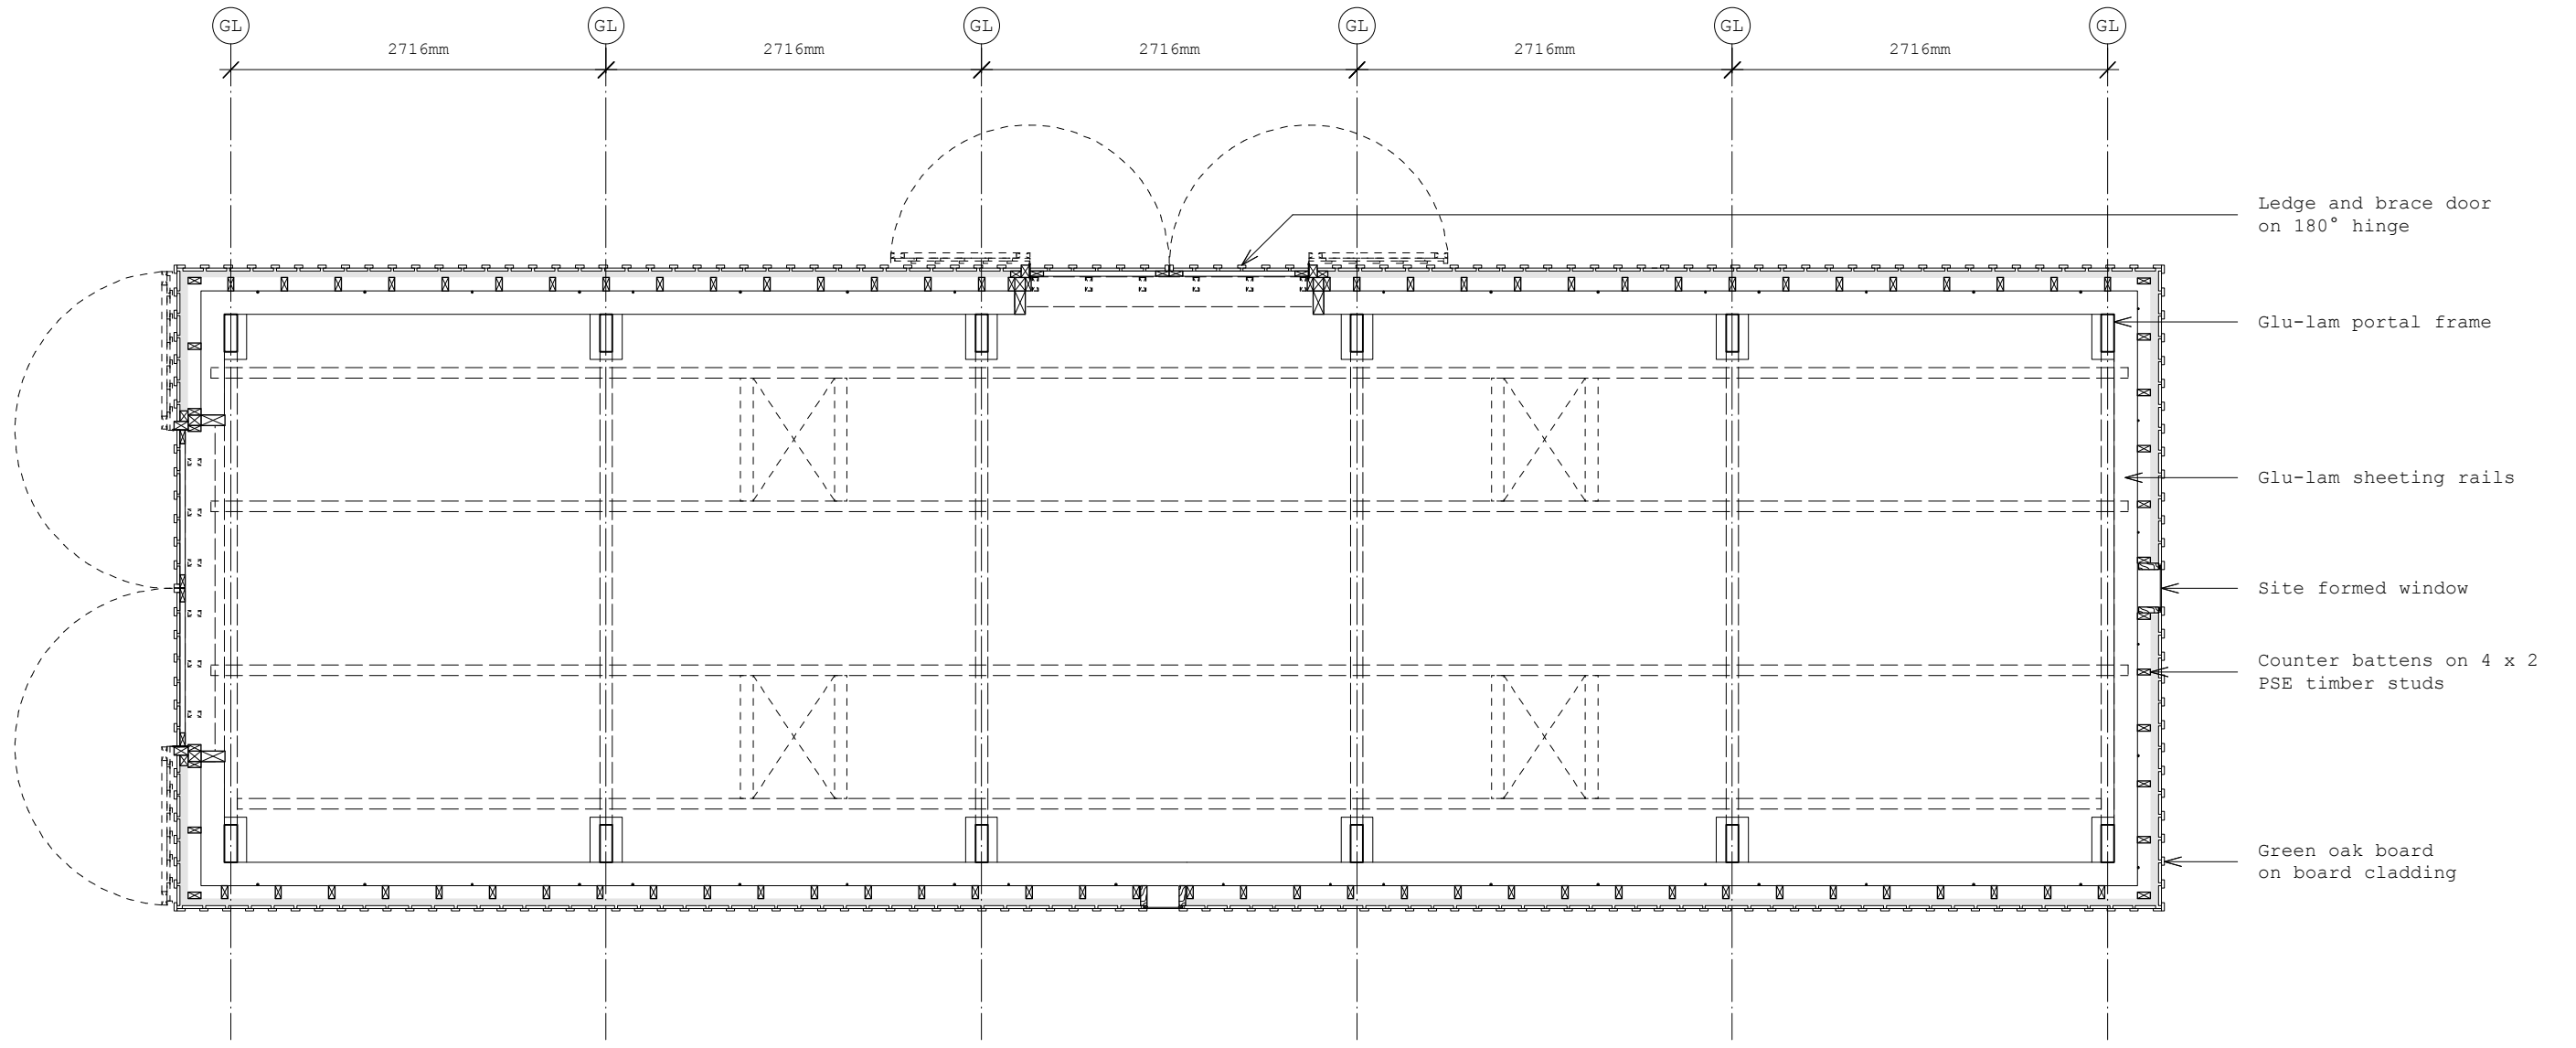 GL GL GL GL GL GL
2716mm 2716mm 2716mm 2716mm 2716mm
Ledge and brace door
on 180° hinge
Glu-lam portal frame
Glu-lam sheeting rails
Site formed window
Counter battens on 4 x 2
PSE timber studs
Green oak board
on board cladding